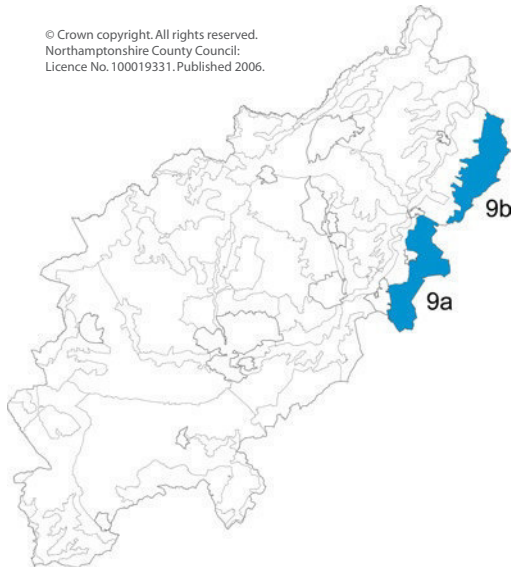 © Crown copyright. All rights reserved.
Northamptonshire County Council:
Licence No. 100019331. Published 2006.
9b
9a